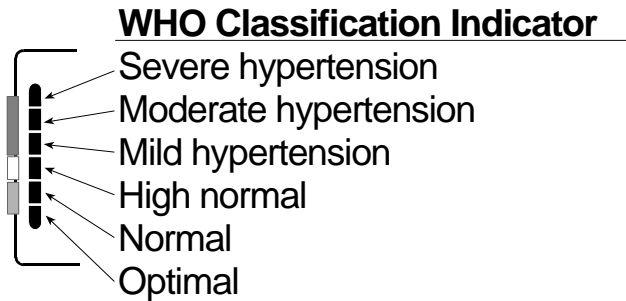 WHO Classification Indicator
Severe hypertension
Moderate hypertension
Mild hypertension
High normal
Normal
Optimal